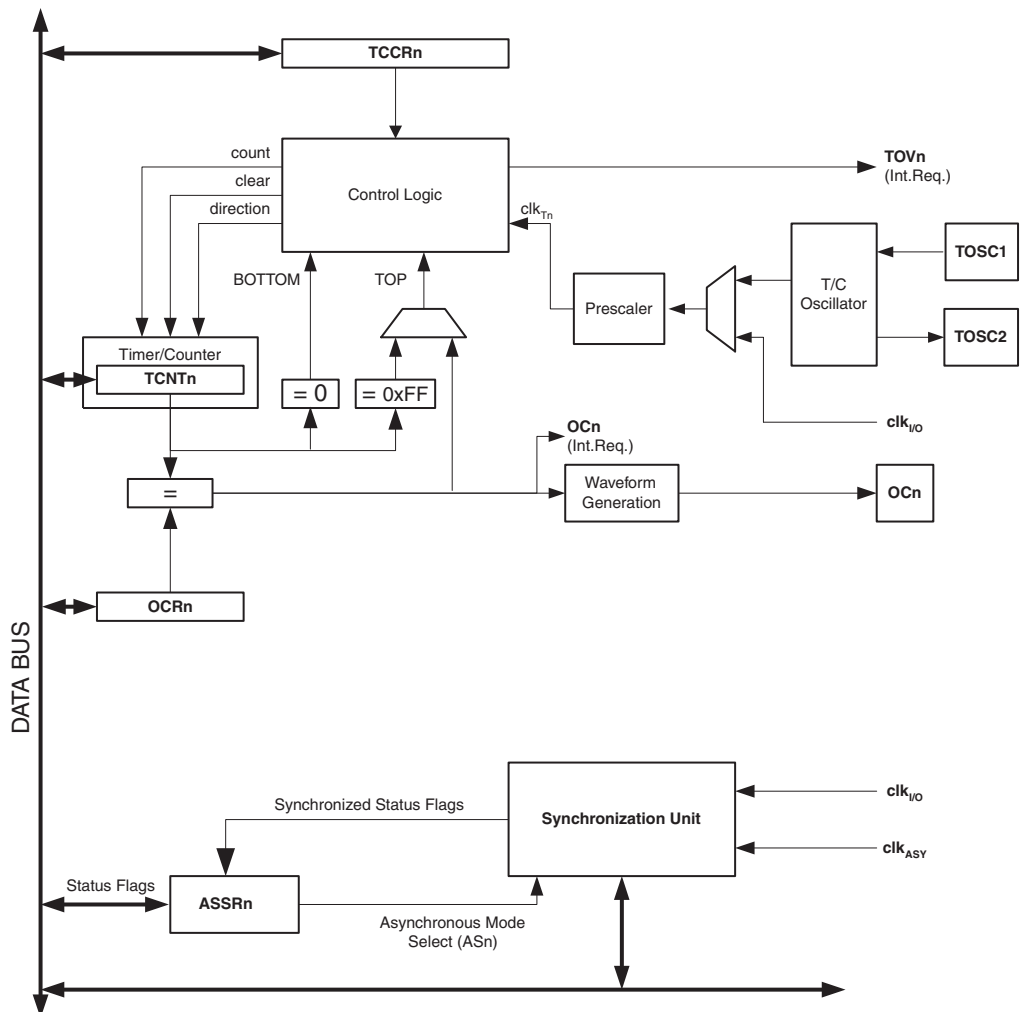 TCCRn
count
clear
direction
Control Logic
TOVn
(Int.Req.)
clkTn
BOTTOM
TOP
TOSC1
T/C
Oscillator
Prescaler
TOSC2
Timer/Counter
TCNTn
= 0
= 0xFF
clkI/O
OCn
(Int.Req.)
=
Waveform
Generation
OCn
OCRn
DATA BUS
Synchronized Status Flags
Synchronization Unit
clkI/O
clkASY
Status Flags
ASSRn
Asynchronous Mode
Select (ASn)